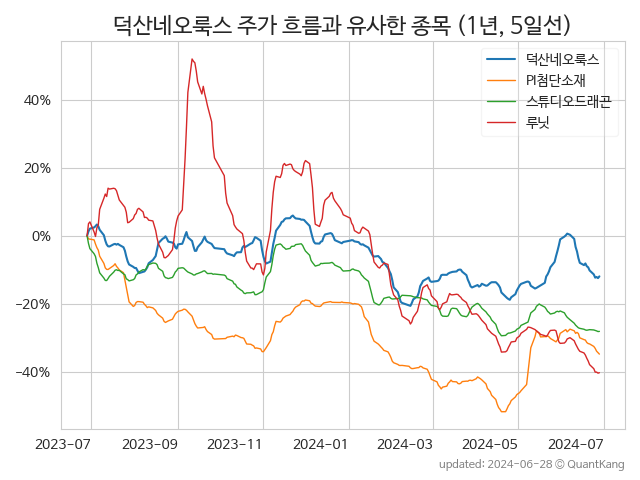 덕산네오룩스 주가 흐름과 유사한 종목 (1년, 5일선)
덕산네오룩스
PI첨단소재
스튜디오드래곤
루닛
40%
20%
0%
−20%
−40%
2023-07
2023-09
2023-11
2024-01
2024-03
2024-05
2024-07
updated: 2024-06-28 © QuantKang